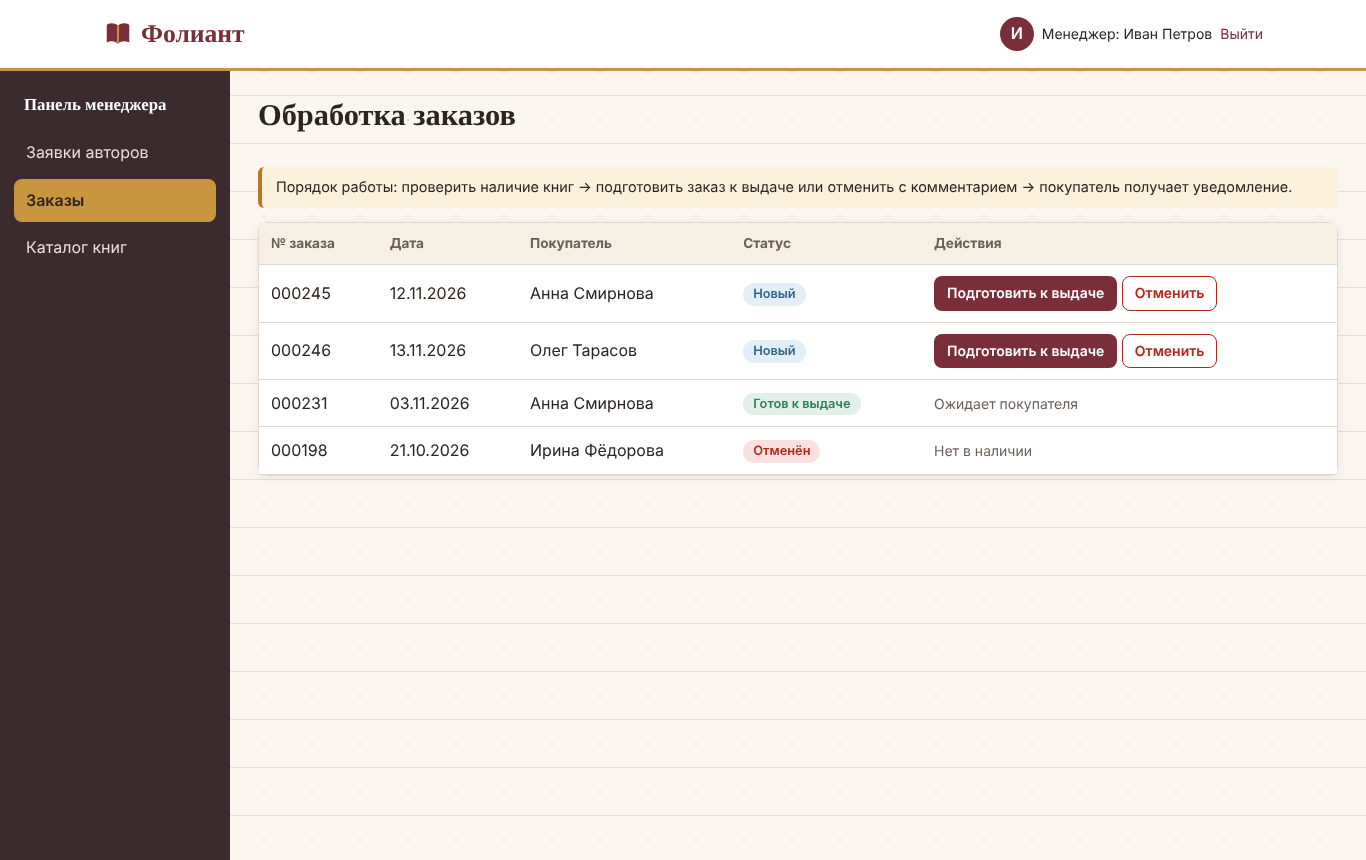 Фолиант
И Менеджер: Иван Петров Выйти
Панель менеджера
Заявки авторов
Заказы
Каталог книг
Обработка заказов
Порядок работы: проверить наличие книг → подготовить заказ к выдаче или отменить с комментарием → покупатель получает уведомление.
№ заказа Дата Покупатель Статус Действия
000245 12.11.2026 Анна Смирнова Новый Подготовить к выдаче Отменить
000246 13.11.2026 Олег Тарасов Новый Подготовить к выдаче Отменить
000231 03.11.2026 Анна Смирнова Готов к выдаче Ожидает покупателя
000198 21.10.2026 Ирина Фёдорова Отменён Нет в наличии